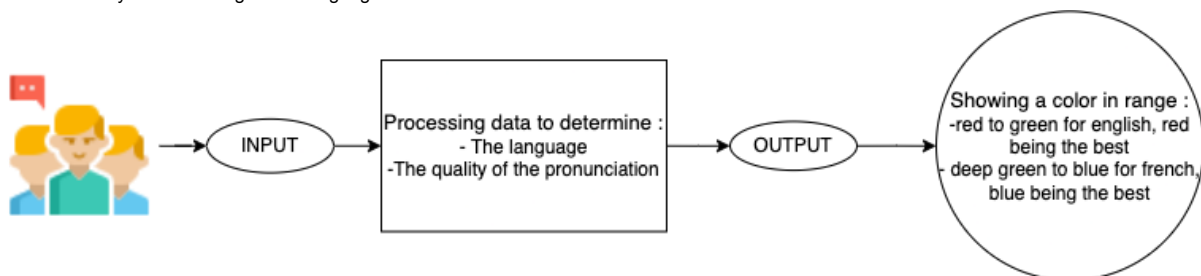 INPUT
Processing data to determine :
- The language
-The quality of the pronunciation
OUTPUT
Showing a color in range :
-red to green for english, red
being the best
- deep green to blue for french,
blue being the best